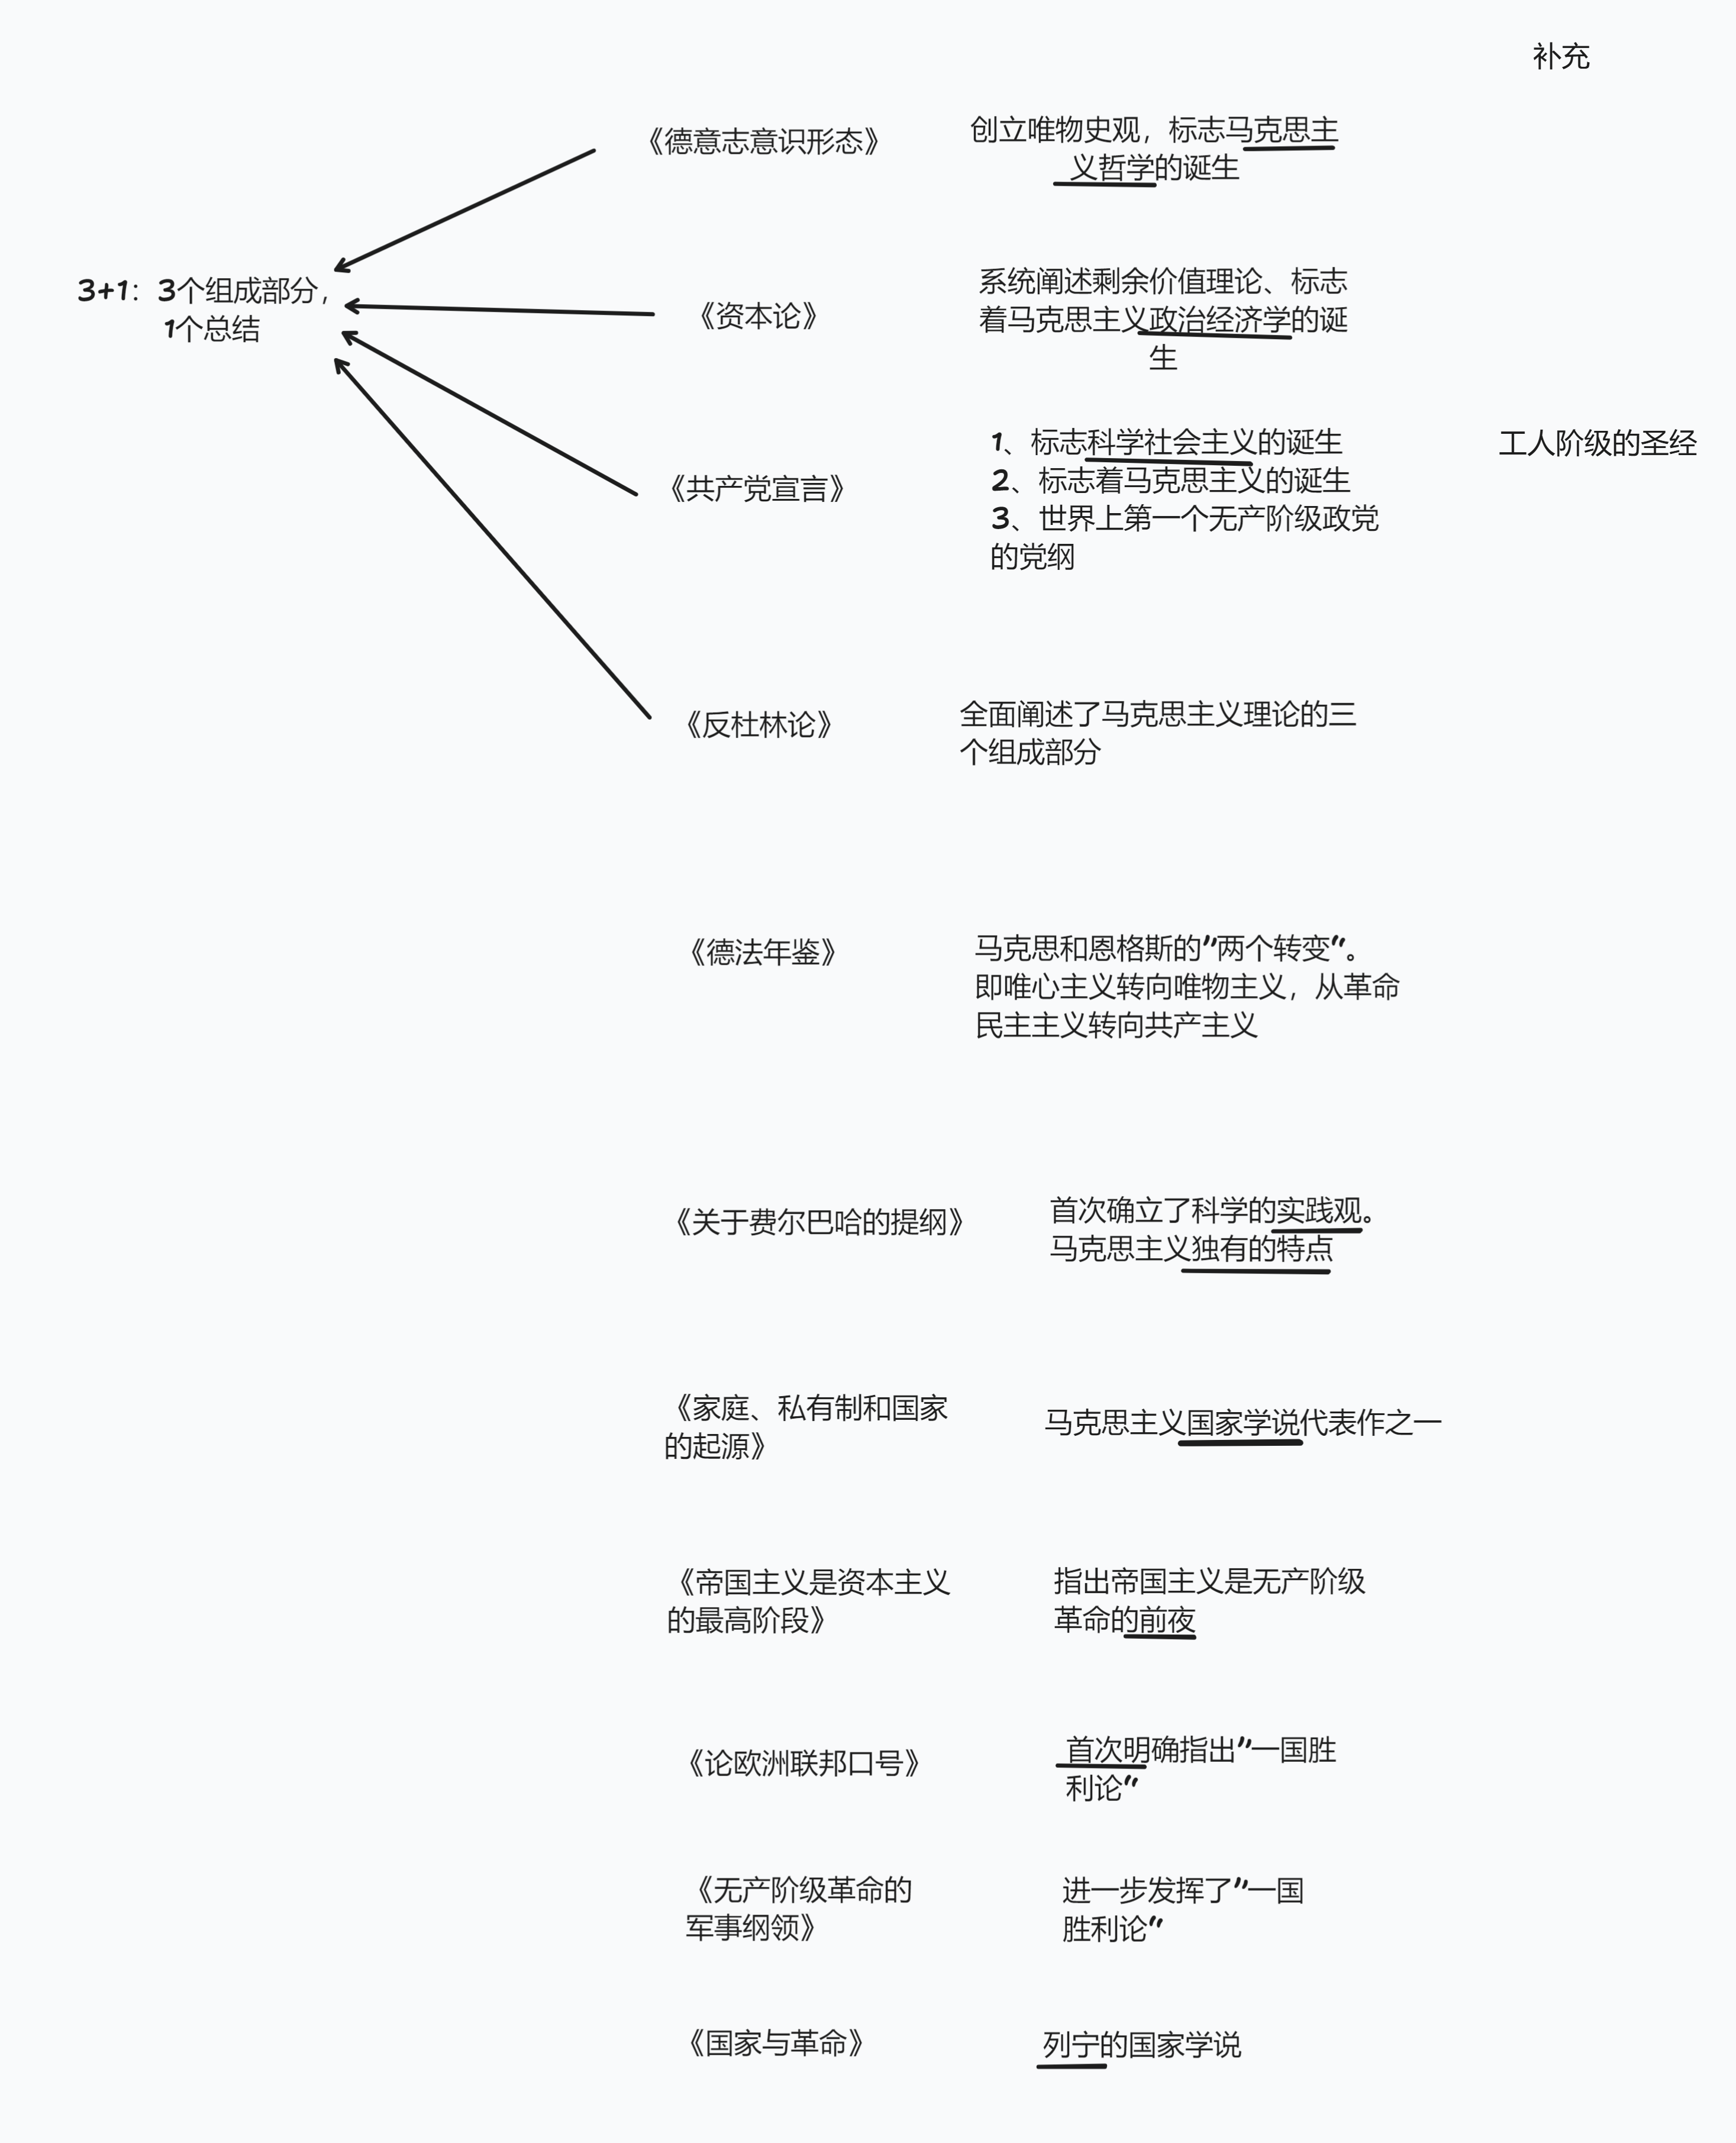 补充
《德意志意识形态》
创立唯物史观，标志马克思主
义哲学的诞生
3+1：3个组成部分，
1个总结
《资本论》
系统阐述剩余价值理论、标志
着马克思主义政治经济学的诞
生
《共产党宣言》
1、标志科学社会主义的诞生
2、标志着马克思主义的诞生
3、世界上第一个无产阶级政党
的党纲
工人阶级的圣经
《反杜林论》
全面阐述了马克思主义理论的三
个组成部分
《德法年鉴》
马克思和恩格斯的”两个转变“。
即唯心主义转向唯物主义，从革命
民主主义转向共产主义
《关于费尔巴哈的提纲》
首次确立了科学的实践观。
马克思主义独有的特点
《家庭、私有制和国家
的起源》
马克思主义国家学说代表作之一
《帝国主义是资本主义
的最高阶段》
指出帝国主义是无产阶级
革命的前夜
《论欧洲联邦口号》
首次明确指出”一国胜
利论“
《无产阶级革命的
军事纲领》
进一步发挥了”一国
胜利论“
《国家与革命》
列宁的国家学说